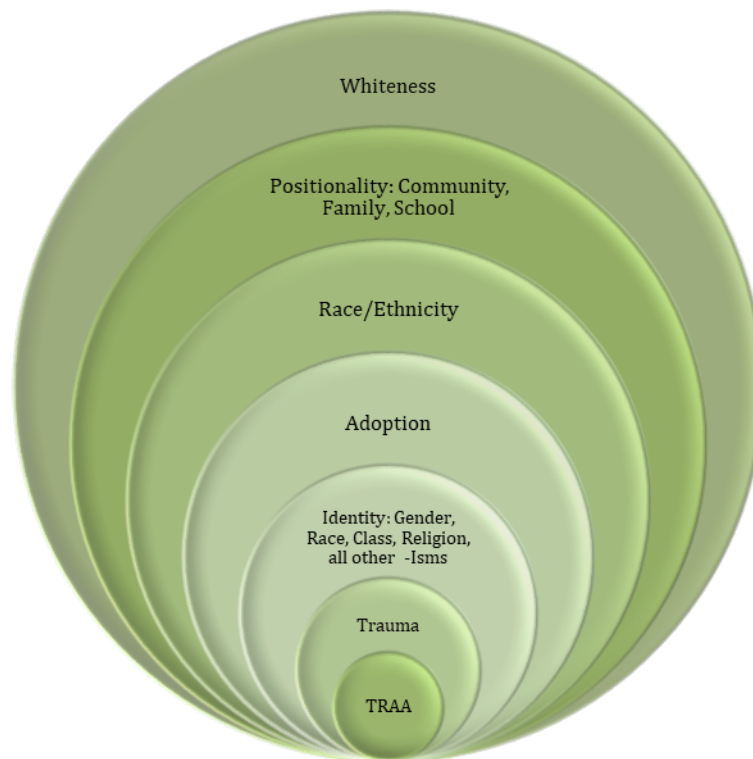 Whiteness
Positionality: Community,
Family, School
Race/Ethnicity
Adoption
Identity: Gender,
Race, Class, Religion,
all other -Isms
Trauma
TRAA